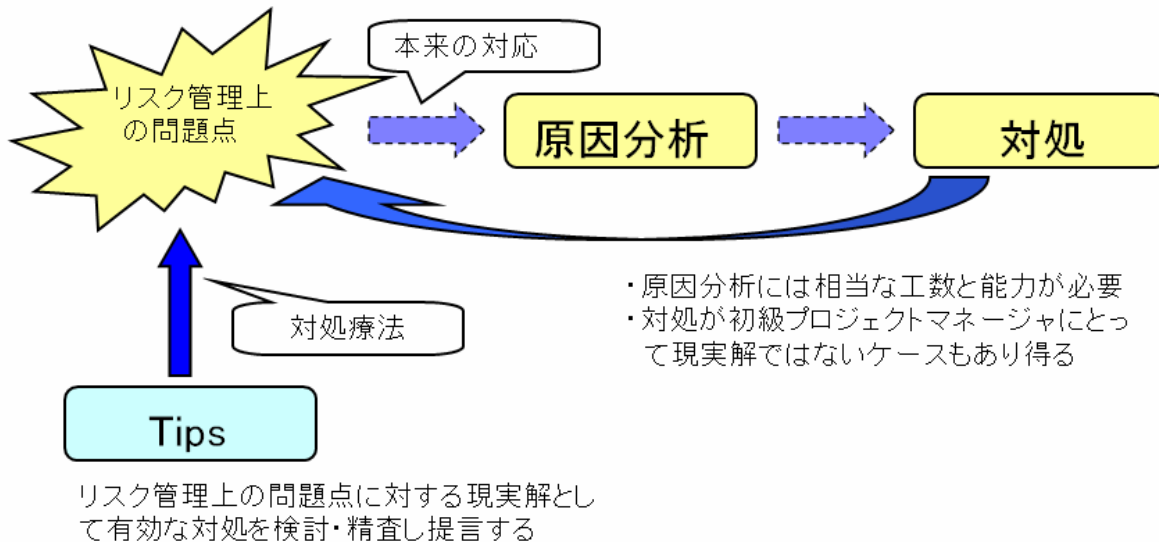 本来の対応
リスク管理上
の問題点
原因分析
対処
・原因分析には相当な工数と能力が必要
・対処が初級プロジェクトマネージャにとっ
て現実解ではないケースもあり得る
対処療法
Tips
リスク管理上の問題点に対する現実解とし
て有効な対処を検討・精査し提言する